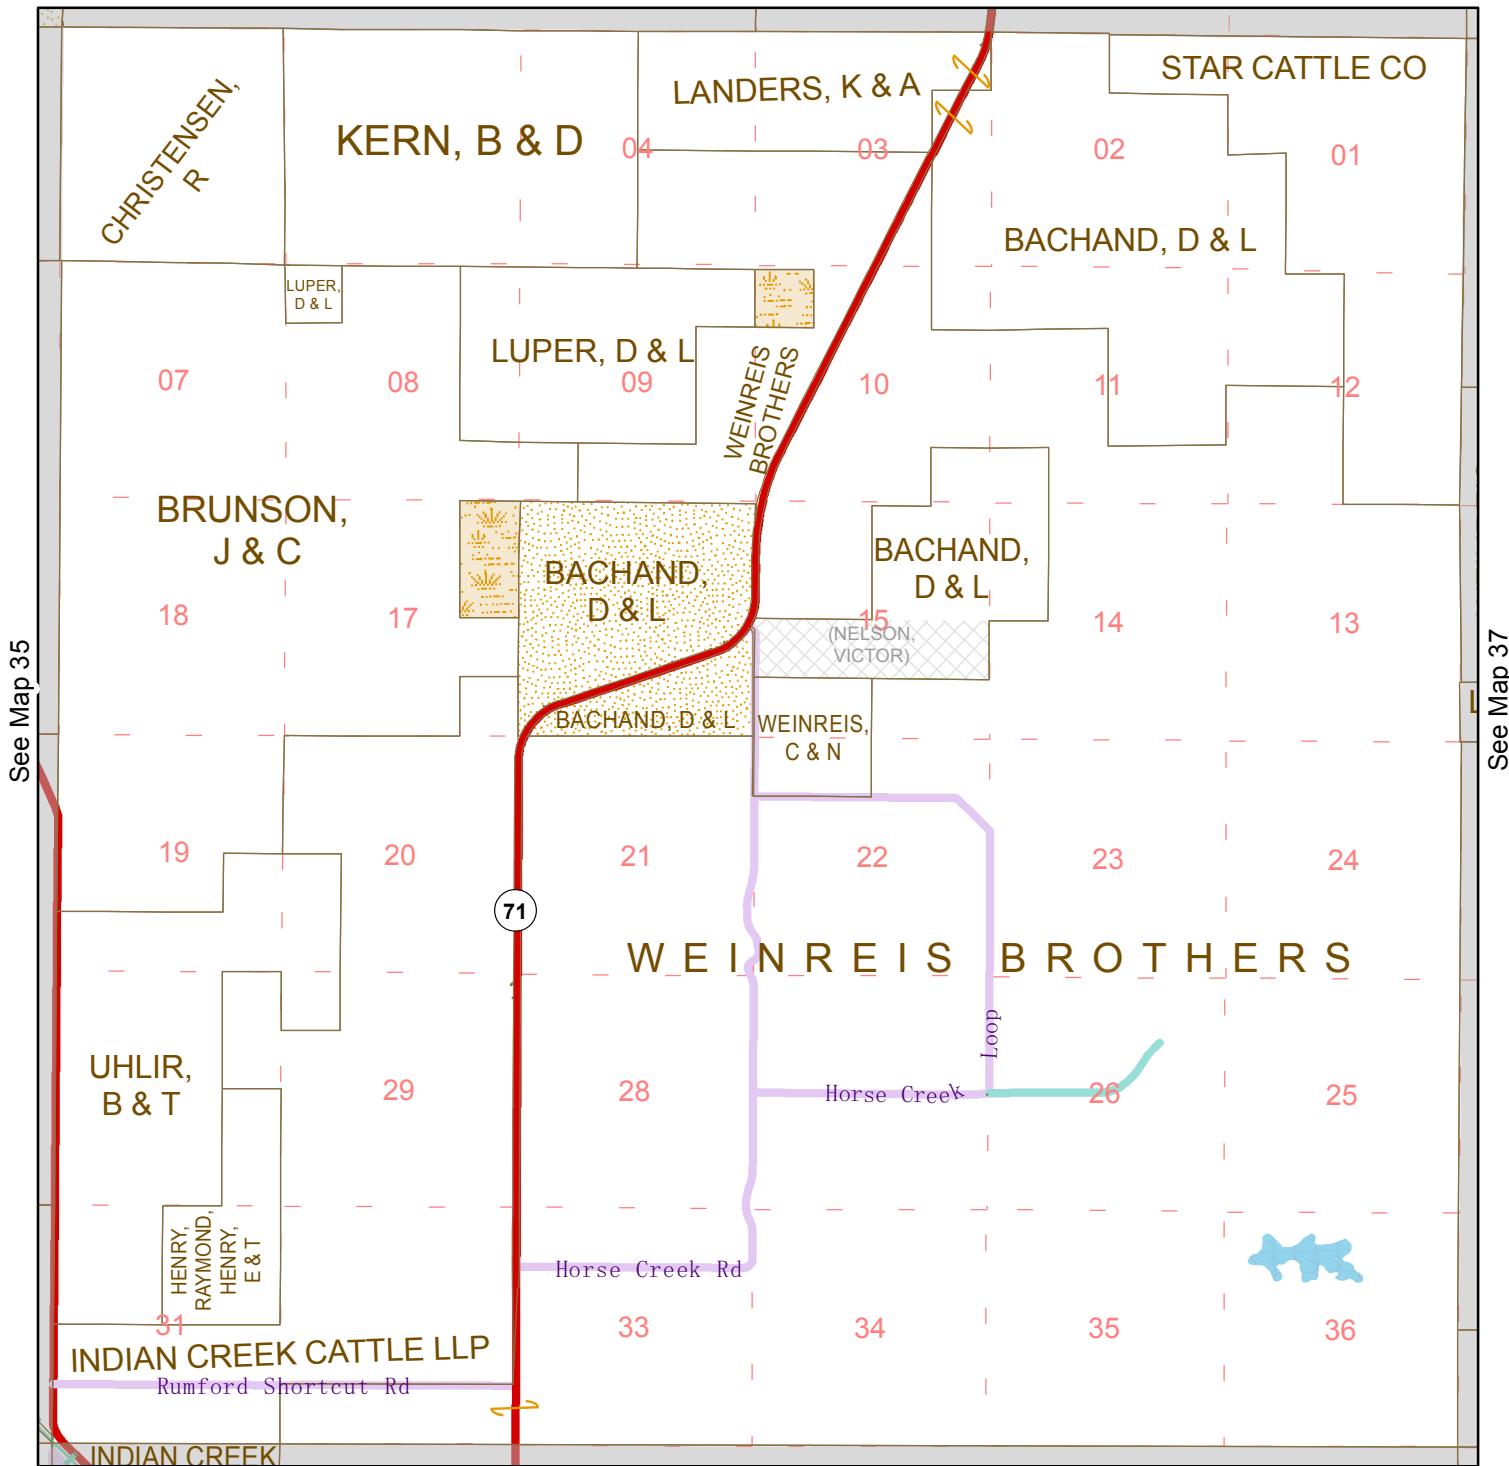 STAR CATTLE CO
LANDERS, K & A
CHRISTENSEN,
R
KERN, B & D
04
03
02
01
BACHAND, D & L
LUPER,
D & L
LUPER, D & L
WEINREIS
BROTHERS
07
08
09
10
11
12
BRUNSON,
J & C
BACHAND,
D & L
BACHAND,
D & L
18
17
15
14
13
(NELSON,
VICTOR)
See Map 35
See Map 37
L
BACHAND, D & L
WEINREIS,
C & N
19
20
21
22
23
24
71
WEINREIS BROTHERS
Loop
UHLIR,
B & T
29
28
Horse Creek
26
25
HENRY,
RAYMOND,
HENRY,
E & T
Horse Creek Rd
31
33
34
35
36
INDIAN CREEK CATTLE LLP
Rumford Shortcut Rd
INDIAN CREEK